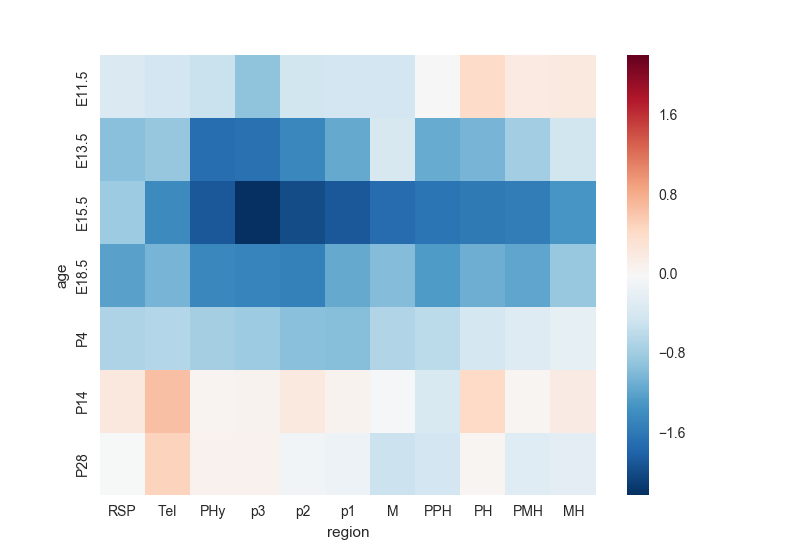 E11.5
E13.5
E15.5
E18.5
P4
P14
P28
age
RSP Tel PHy p3 p2 p1 M PPH PH PMH MH
region
1.6
0.8
0.0
−0.8
−1.6